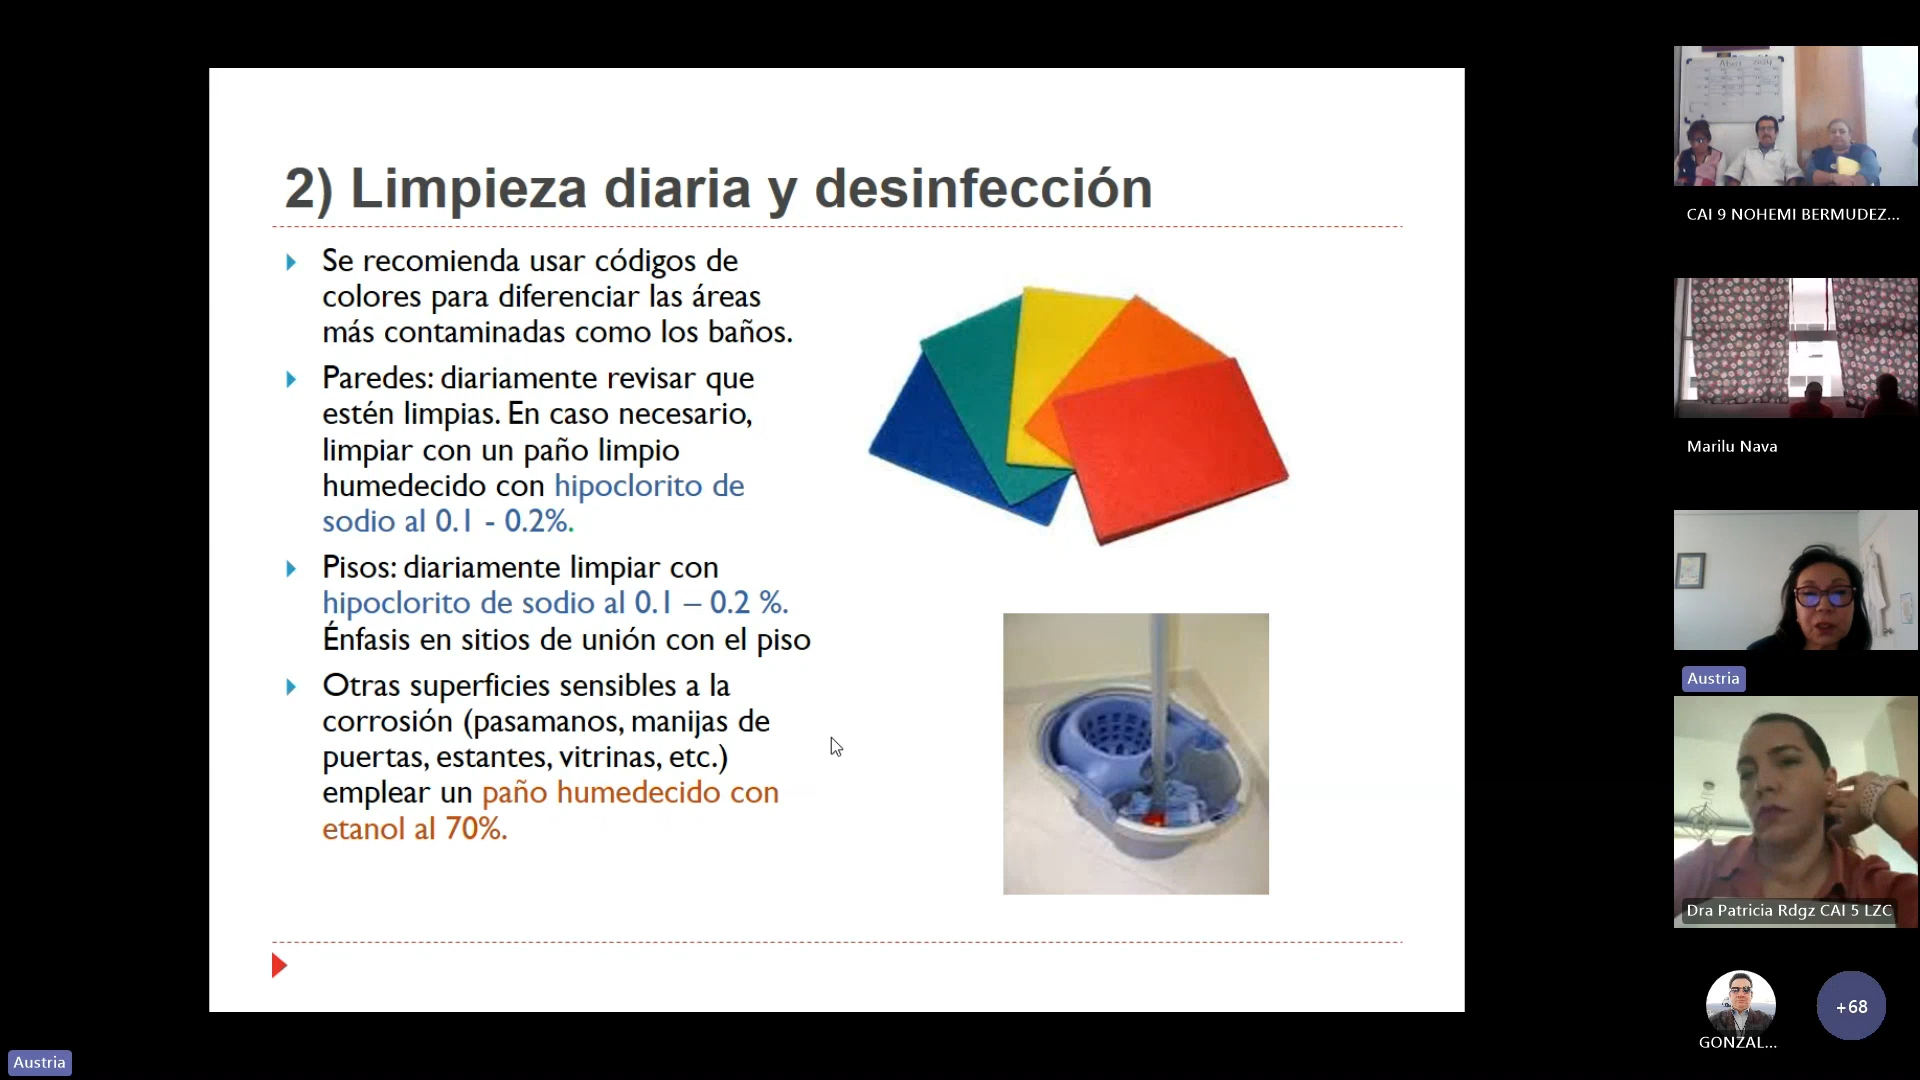 2) Limpieza diaria y desinfección
Se recomienda usar códigos de
colores para diferenciar las áreas
más contaminadas como los baños.
Paredes: diariamente revisar que
estén limpias. En caso necesario,
limpiar con un paño limpio
humedecido con hipoclorito de
sodio al 0.1 - 0.2%.
Pisos: diariamente limpiar con
hipoclorito de sodio al 0.1 – 0.2 %.
Énfasis en sitios de unión con el piso
Otras superficies sensibles a la
corrosión (pasamanos, manijas de
puertas, estantes, vitrinas, etc.)
emplear un paño humedecido con
etanol al 70%.
CAI 9 NOHEMI BERMUDEZ...
Marilu Nava
Austria
Dra Patricia Rdgz CAI 5 LZC
GONZAL...
+68
Austria